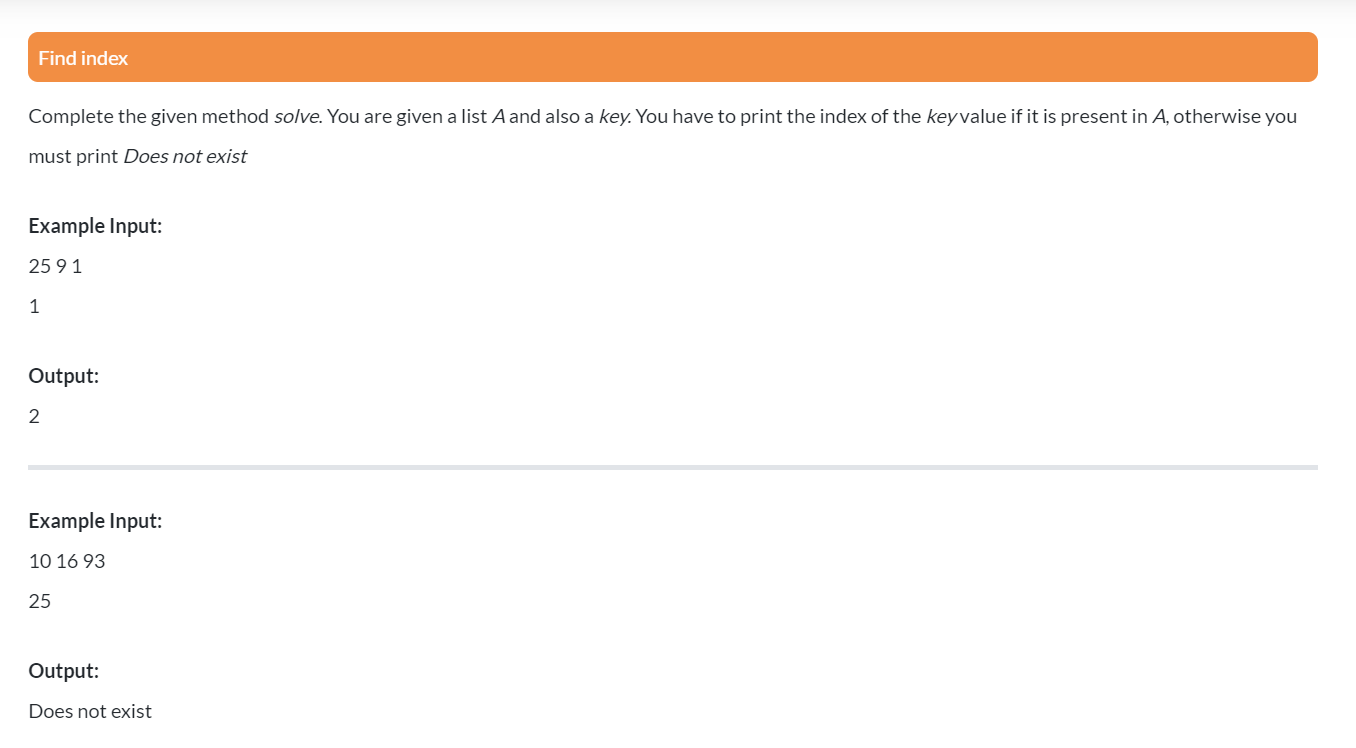 Find index
Complete the given method solve. You are given a list A and also a key. You have to print the index of the key value if it is present in A, otherwise you
must print Does not exist
Example Input:
25 9 1
1
Output:
2
Example Input:
10 16 93
25
Output:
Does not exist